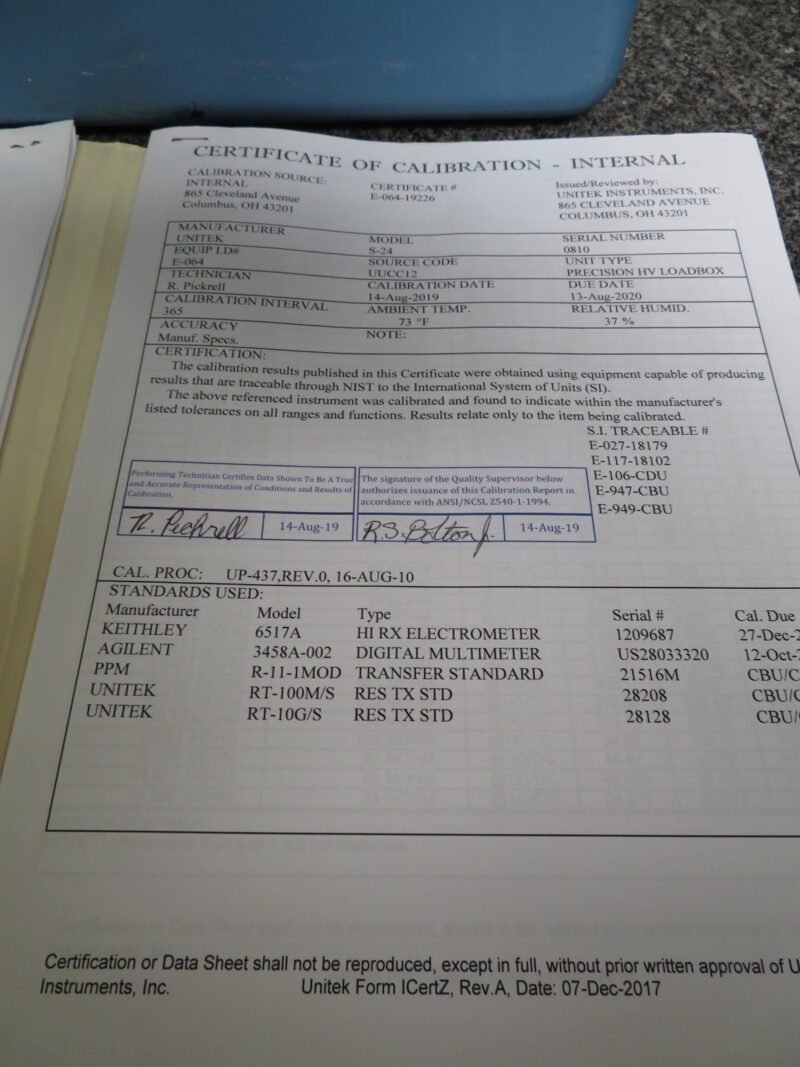 CERTIFICATE OF CALIBRATION - INTERNAL
CALIBRATION SOURCE:
INTERNAL
865 Cleveland Avenue
Columbus, OH 43201
CERTIFICATE #
E-064-19226
Issued/Reviewed by:
UNITEK INSTRUMENTS, INC.
865 CLEVELAND AVENUE
COLUMBUS, OH 43201
MANUFACTURER MODEL SERIAL NUMBER
UNITEK S-24 0810
EQUIP I.D# SOURCE CODE UNIT TYPE
E-064 UUCC12 PRECISION HV LOADBOX
TECHNICIAN CALIBRATION DATE DUE DATE
R. Pickrell 14-Aug-2019 13-Aug-2020
CALIBRATION INTERVAL AMBIENT TEMP. RELATIVE HUMID.
365 73 °F 37 %
ACCURACY NOTE:
Manuf. Specs.
CERTIFICATION:
The calibration results published in this Certificate were obtained using equipment capable of producing
results that are traceable through NIST to the International System of Units (SI).
The above referenced instrument was calibrated and found to indicate within the manufacturer's
listed tolerances on all ranges and functions. Results relate only to the item being calibrated.
S.I. TRACEABLE #
E-027-18179
E-117-18102
E-106-CDU
E-947-CBU
E-949-CBU
Performing Technician Certifies Data Shown To Be A True
and Accurate Representation of Conditions and Results of
Calibration.
R. Pickrell 14-Aug-19
The signature of the Quality Supervisor below
authorizes issuance of this Calibration Report in
accordance with ANSI/NCSL Z540-1-1994.
R.S. Bolton Jr. 14-Aug-19
CAL. PROC: UP-437,REV.0, 16-AUG-10
STANDARDS USED:
Manufacturer Model Type Serial # Cal. Due
KEITHLEY 6517A HI RX ELECTROMETER 1209687 27-Dec-2
AGILENT 3458A-002 DIGITAL MULTIMETER US28033320 12-Oct-2
PPM R-11-1MOD TRANSFER STANDARD 21516M CBU/C
UNITEK RT-100M/S RES TX STD 28208 CBU/C
UNITEK RT-10G/S RES TX STD 28128 CBU/
Certification or Data Sheet shall not be reproduced, except in full, without prior written approval of U
Instruments, Inc. Unitek Form ICertZ, Rev.A, Date: 07-Dec-2017